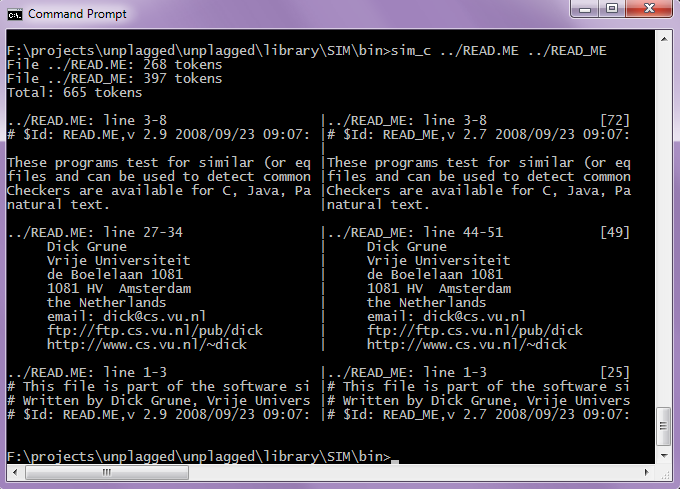 Command Prompt
F:\projects\unplagged\unplagged\library\SIM\bin>sim_c ../READ.ME ../READ_ME
File ../READ.ME: 268 tokens
File ../READ_ME: 397 tokens
Total: 665 tokens
../READ.ME: line 3-8 |../READ_ME: line 3-8 [72]
# $Id: READ.ME,v 2.9 2008/09/23 09:07: |# $Id: READ_ME,v 2.7 2008/09/23 09:07:
|
These programs test for similar (or eq |These programs test for similar (or eq
files and can be used to detect common |files and can be used to detect common
Checkers are available for C, Java, Pa |Checkers are available for C, Java, Pa
natural text. |natural text.
../READ.ME: line 27-34 |../READ_ME: line 44-51 [49]
Dick Grune | Dick Grune
Vrije Universiteit | Vrije Universiteit
de Boelelaan 1081 | de Boelelaan 1081
1081 HV  Amsterdam | 1081 HV  Amsterdam
the Netherlands | the Netherlands
email: dick@cs.vu.nl | email: dick@cs.vu.nl
ftp://ftp.cs.vu.nl/pub/dick | ftp://ftp.cs.vu.nl/pub/dick
http://www.cs.vu.nl/~dick | http://www.cs.vu.nl/~dick
../READ.ME: line 1-3 |../READ_ME: line 1-3 [25]
# This file is part of the software si |# This file is part of the software si
# Written by Dick Grune, Vrije Univers |# Written by Dick Grune, Vrije Univers
# $Id: READ.ME,v 2.9 2008/09/23 09:07: |# $Id: READ_ME,v 2.7 2008/09/23 09:07:
F:\projects\unplagged\unplagged\library\SIM\bin>_